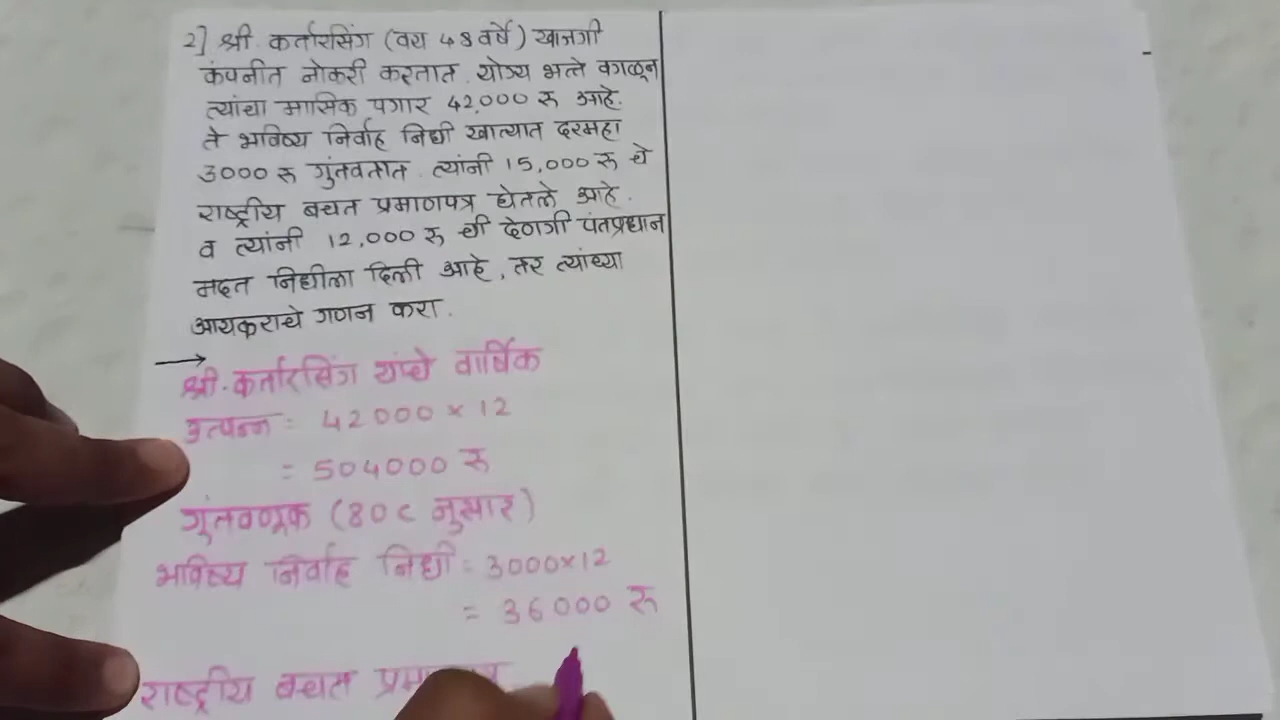 2] श्री. कर्तारसिंग (वय 48 वर्षे) खाजगी
कंपनीत नोकरी करतात. योग्य भत्ते काळून
त्यांचा मासिक पगार 42,000 रू आहे.
ते भविष्य निर्वाह निधी खात्यात दरमहा
3000 रू गुंतवतात. त्यांनी 15,000 रू चे
राष्ट्रीय बचत प्रमाणपत्र घेतले आहे.
व त्यांनी 12,000 रू ची देणगी पंतप्रधान
मदत निधीला दिली आहे, तर त्यांच्या
आयकराचे गणन करा.
श्री. कर्तारसिंग यांचे वार्षिक
उत्पन्न = 42000 × 12
= 504000 रू
गुंतवणूक (80 C नुसार)
भविष्य निर्वाह निधी = 3000×12
= 36000 रू
राष्ट्रीय बचत